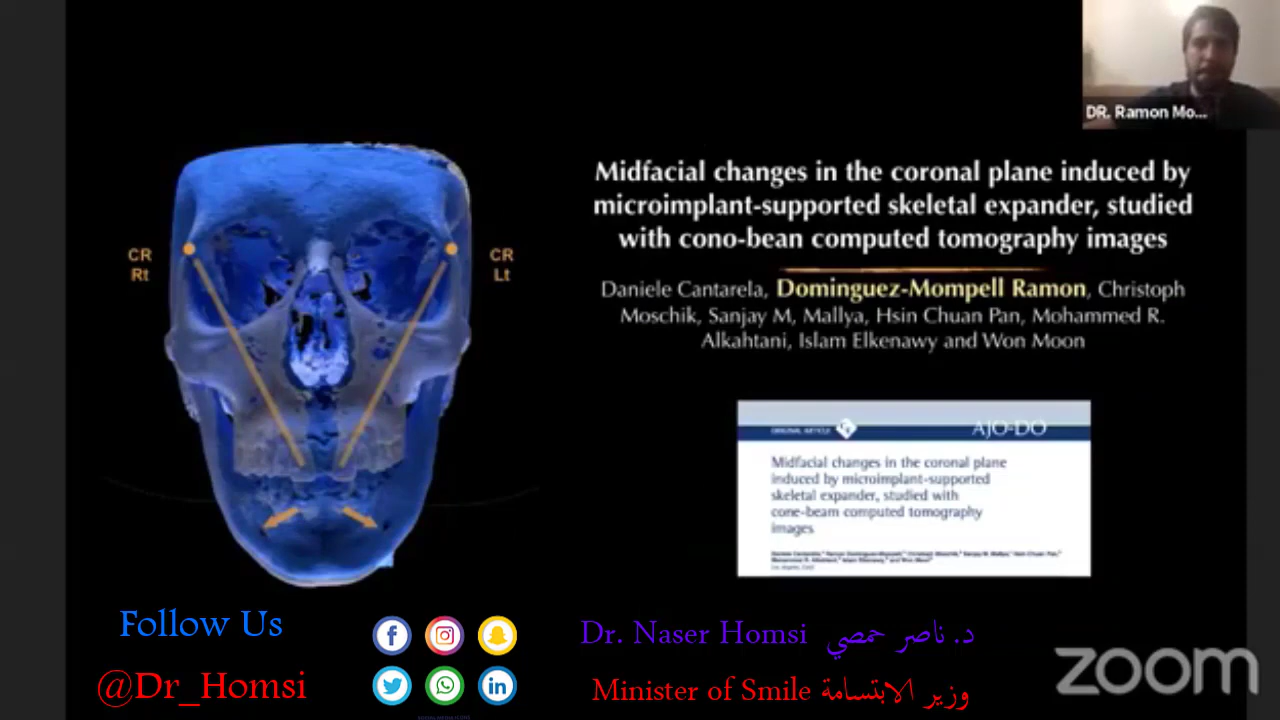 DR. Ramon Mo...
Midfacial changes in the coronal plane induced by
microimplant-supported skeletal expander, studied
with cono-bean computed tomography images
Daniele Cantarela, Dominguez-Mompell Ramon, Christoph
Moschik, Sanjay M, Mallya, Hsin Chuan Pan, Mohammed R.
Alkahtani, Islam Elkenawy and Won Moon
CR
Rt
CR
Lt
ORIGINAL ARTICLE
AJO-DO
Midfacial changes in the coronal plane
induced by microimplant-supported
skeletal expander, studied with
cone-beam computed tomography
images
Follow Us
@Dr_Homsi
Dr. Naser Homsi د. ناصر حمصي
Minister of Smile وزير الابتسامة
zoom